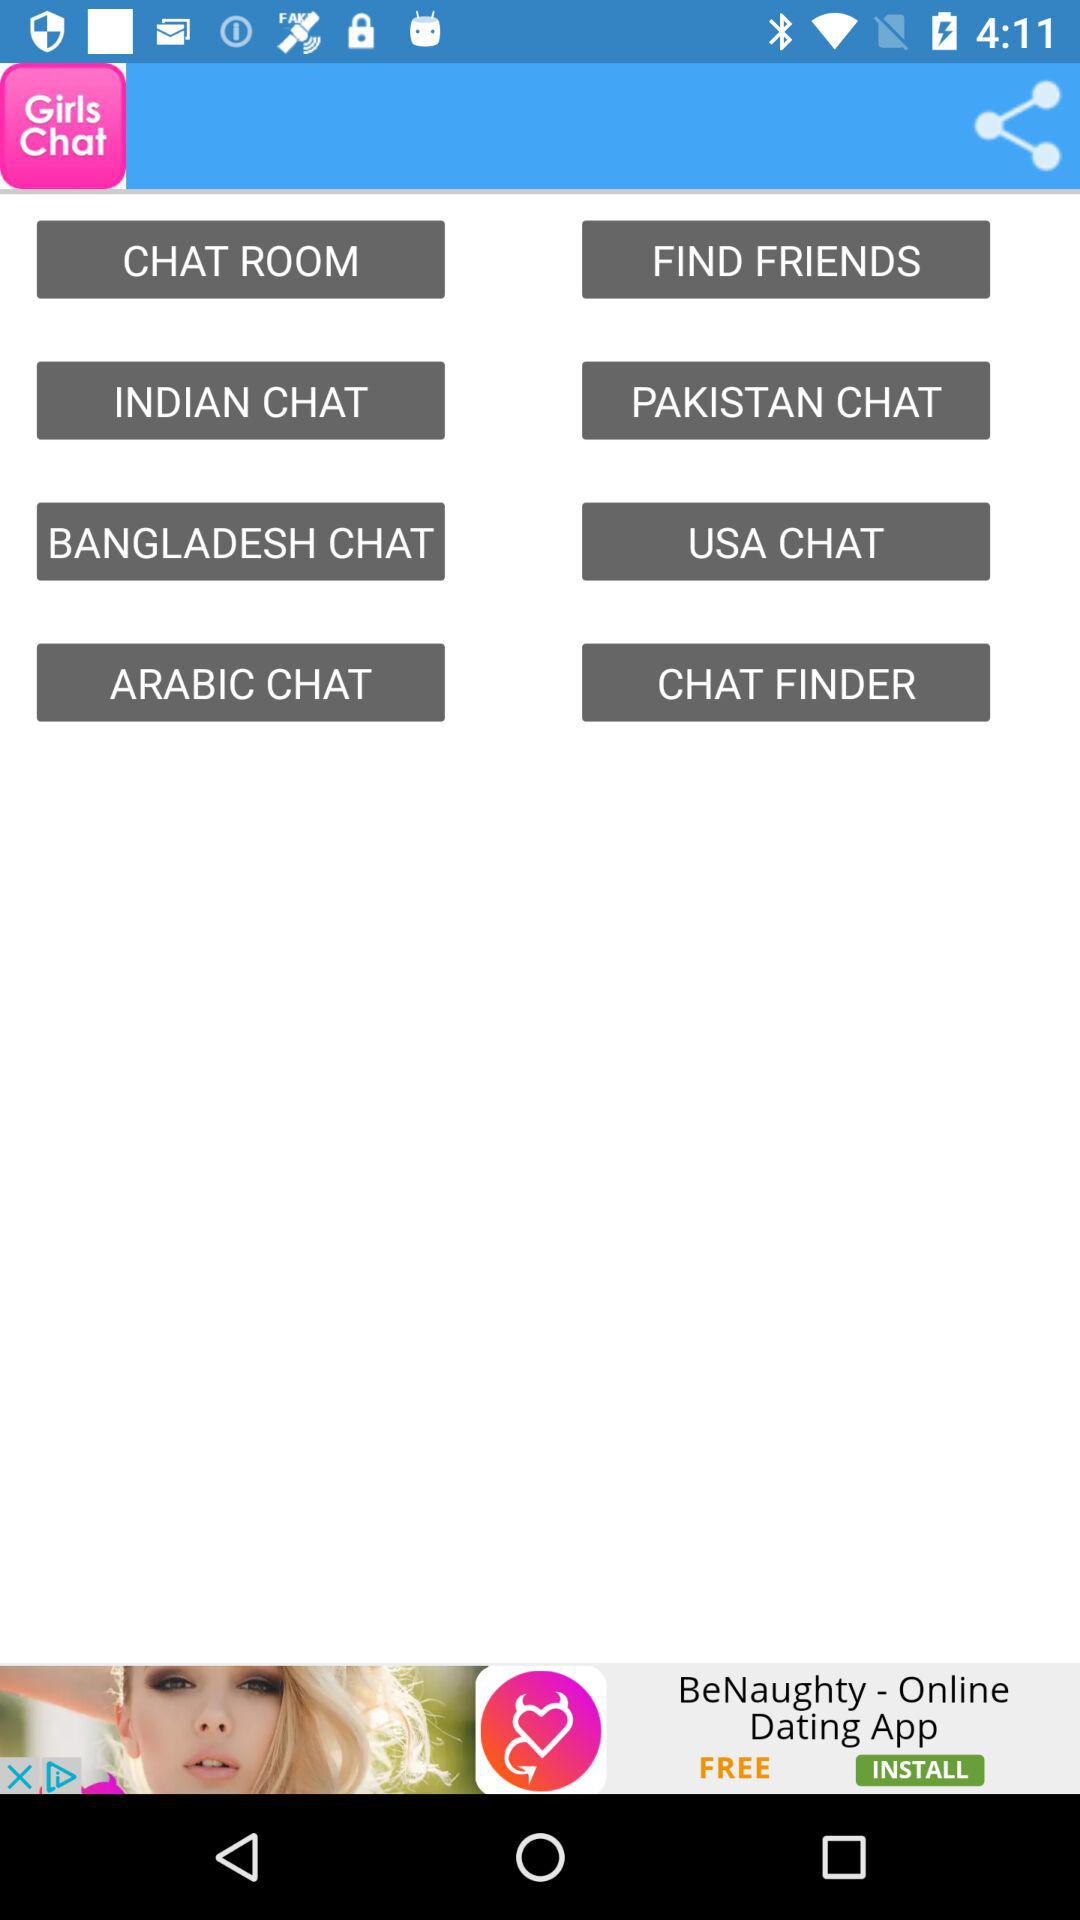 FAKE
4:11
Girls
Chat
CHAT ROOM
FIND FRIENDS
INDIAN CHAT
PAKISTAN CHAT
BANGLADESH CHAT
USA CHAT
ARABIC CHAT
CHAT FINDER
BeNaughty - Online
Dating App
FREE
INSTALL